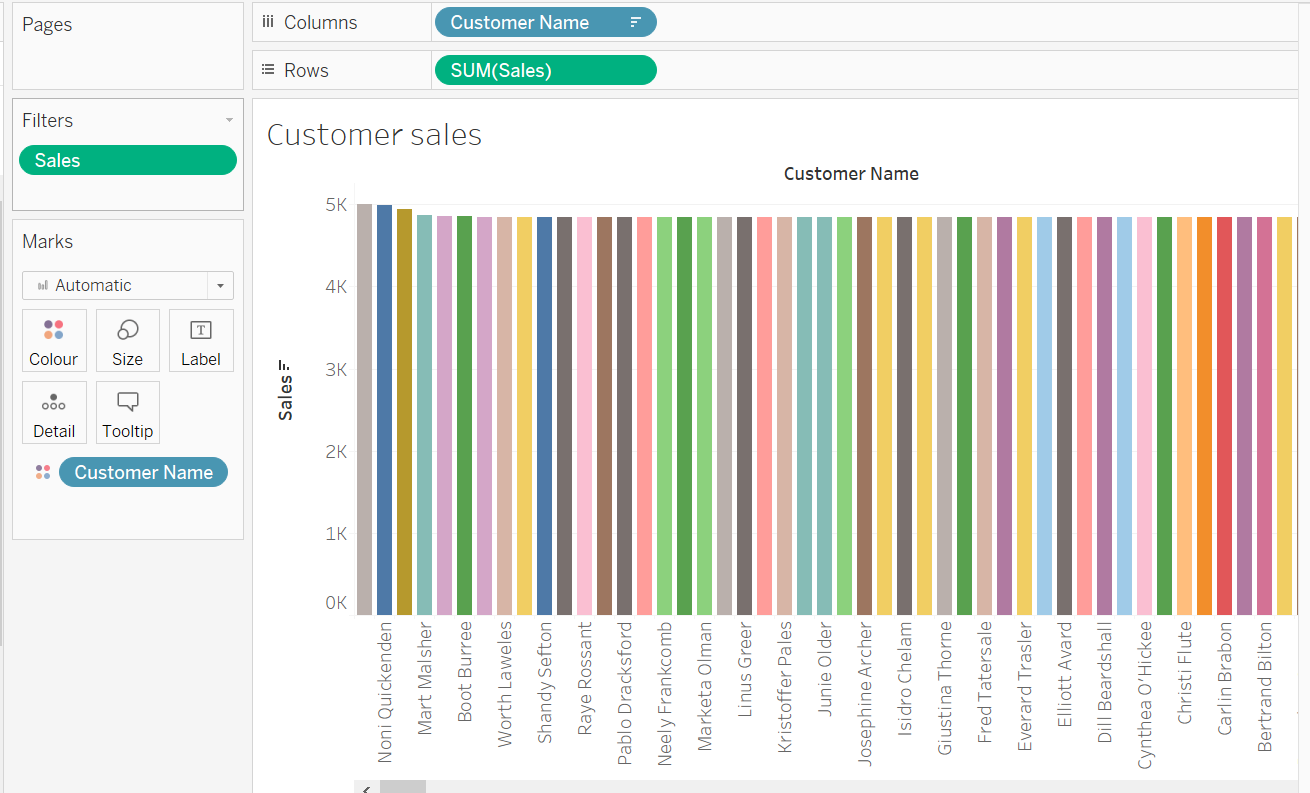 Pages
Columns
Customer Name
Rows
SUM(Sales)
Filters
Sales
Marks
Automatic
Colour
Size
Label
Detail
Tooltip
Customer Name
Customer sales
Customer Name
Sales
5K
4K
3K
2K
1K
0K
Noni Quickenden
Mart Malsher
Boot Burree
Worth Laweles
Shandy Sefton
Raye Rossant
Pablo Dracksford
Neely Frankcomb
Marketa Olman
Linus Greer
Kristoffer Pales
Junie Older
Josephine Archer
Isidro Chelam
Giustina Thorne
Fred Tatersale
Everard Trasler
Elliott Avard
Dill Beardshall
Cynthea O'Hickee
Christi Flute
Carlin Brabon
Bertrand Bilton